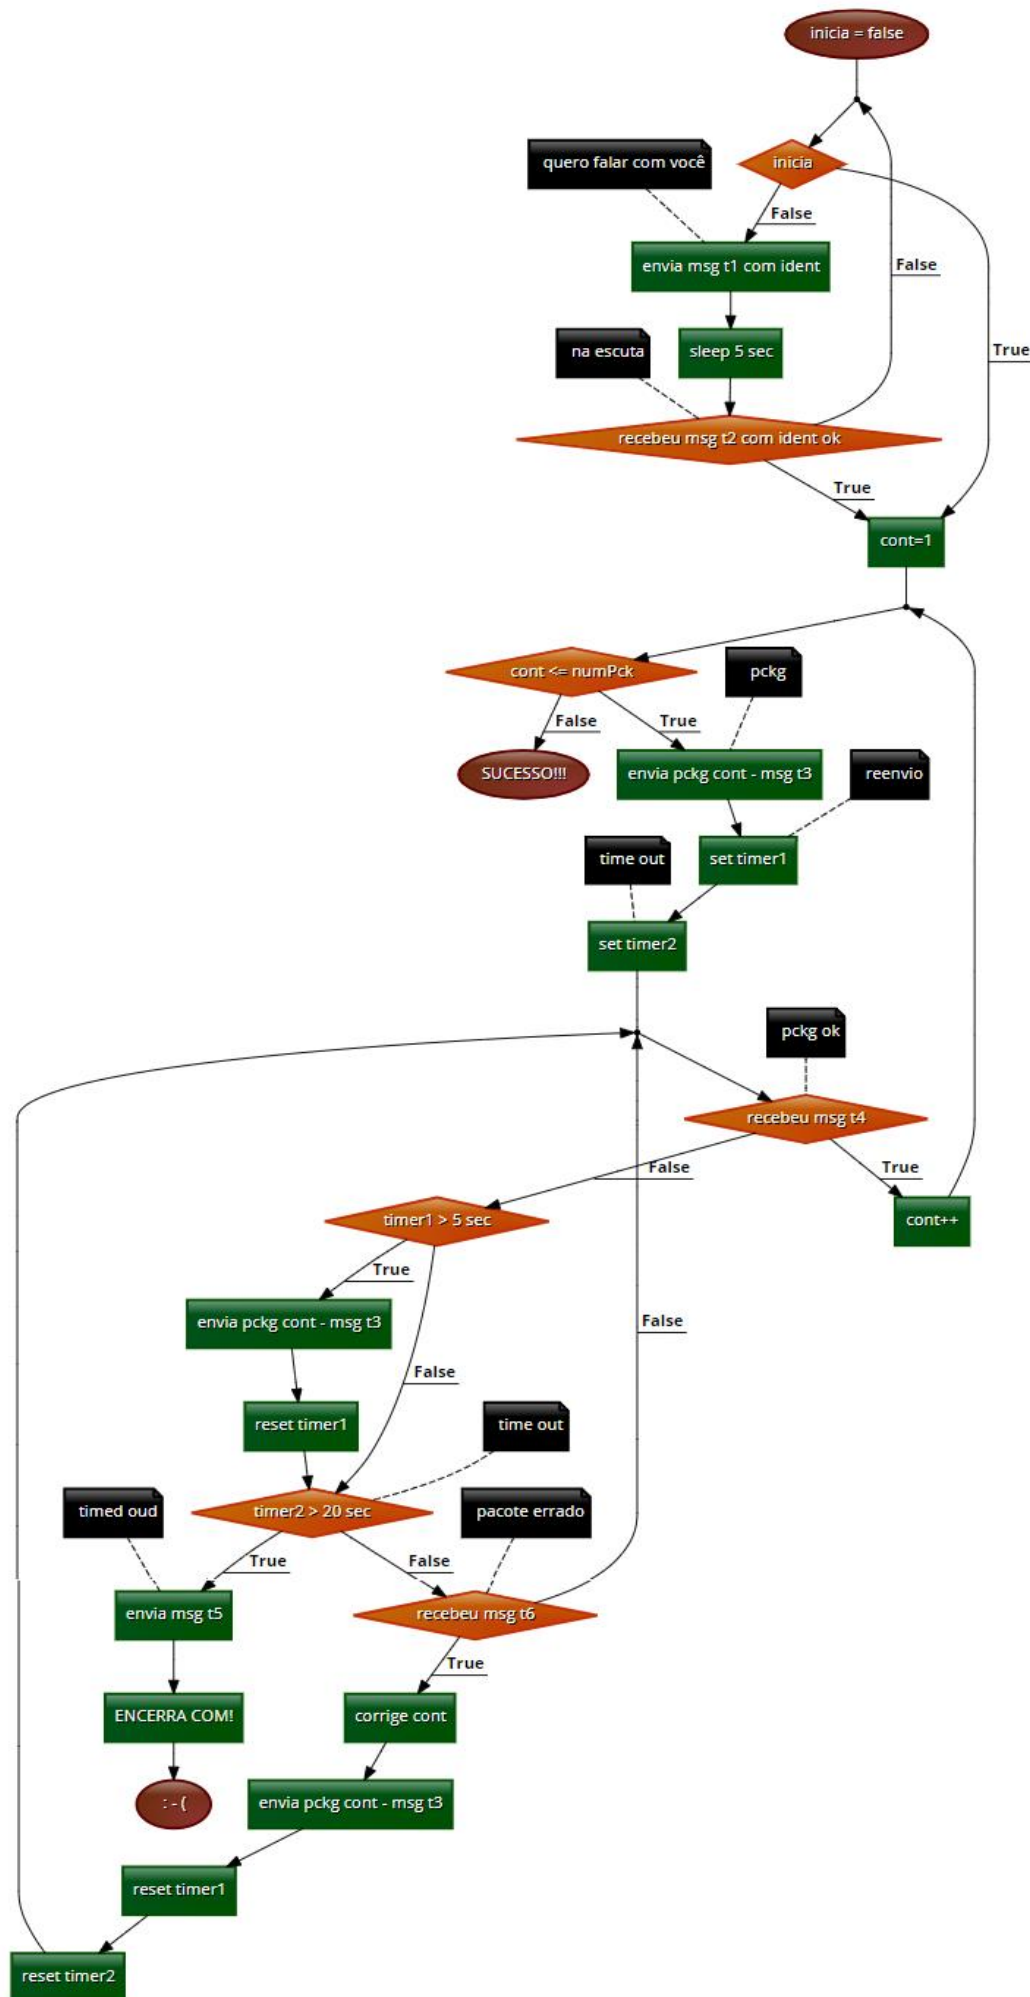 inicia = false
quero falar com você
inicia
False
envia msg t1 com ident
False
na escuta
sleep 5 sec
True
recebeu msg t2 com ident ok
True
cont=1
cont <= numPck
pckg
False
True
SUCESSO!!!
envia pckg cont - msg t3
reenvio
time out
set timer1
set timer2
pckg ok
recebeu msg t4
False
True
timer1 > 5 sec
cont++
True
envia pckg cont - msg t3
False
False
reset timer1
time out
timed oud
timer2 > 20 sec
pacote errado
True
False
envia msg t5
recebeu msg t6
True
ENCERRA COM!
corrige cont
: - (
envia pckg cont - msg t3
reset timer1
reset timer2